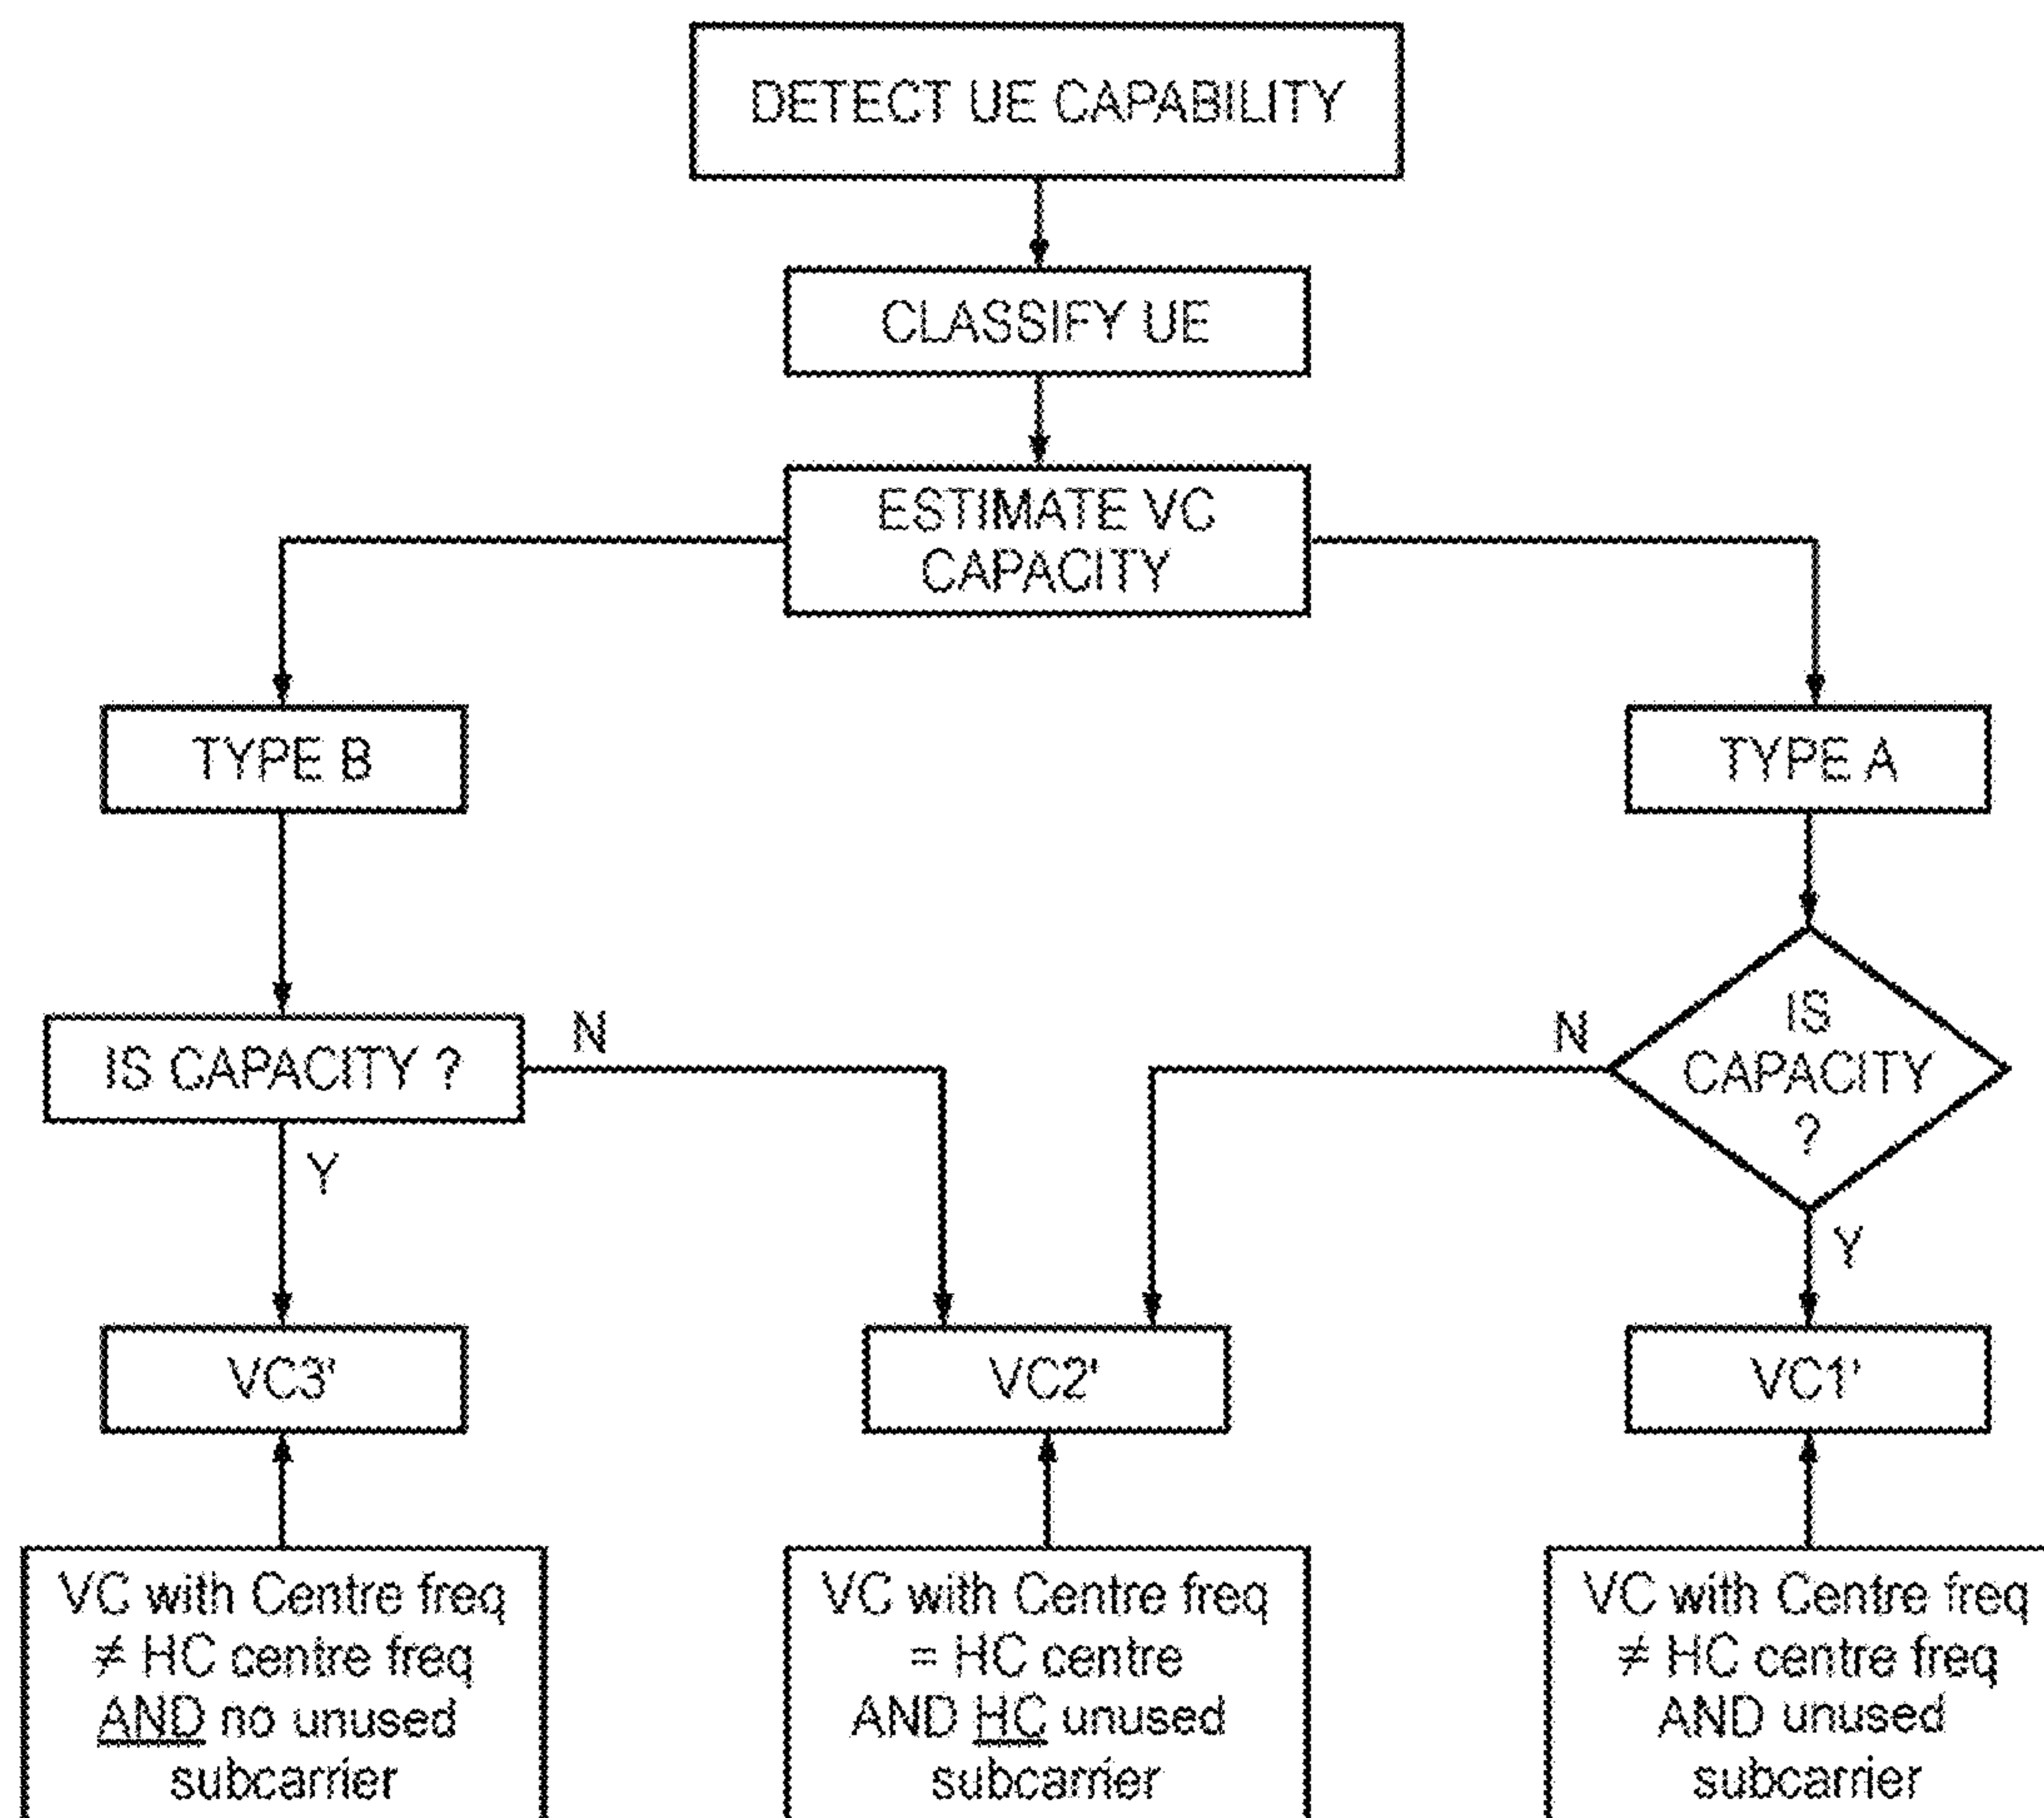 DETECT UE CAPABILITY
CLASSIFY UE
ESTIMATE VC
CAPACITY
TYPE B
TYPE A
IS CAPACITY ?
N
Y
N
IS
CAPACITY
?
Y
VC3'
VC2'
VC1'
VC with Centre freq
≠ HC centre freq
AND no unused
subcarrier
VC with Centre freq
= HC centre
AND HC unused
subcarrier
VC with Centre freq
≠ HC centre freq
AND unused
subcarrier